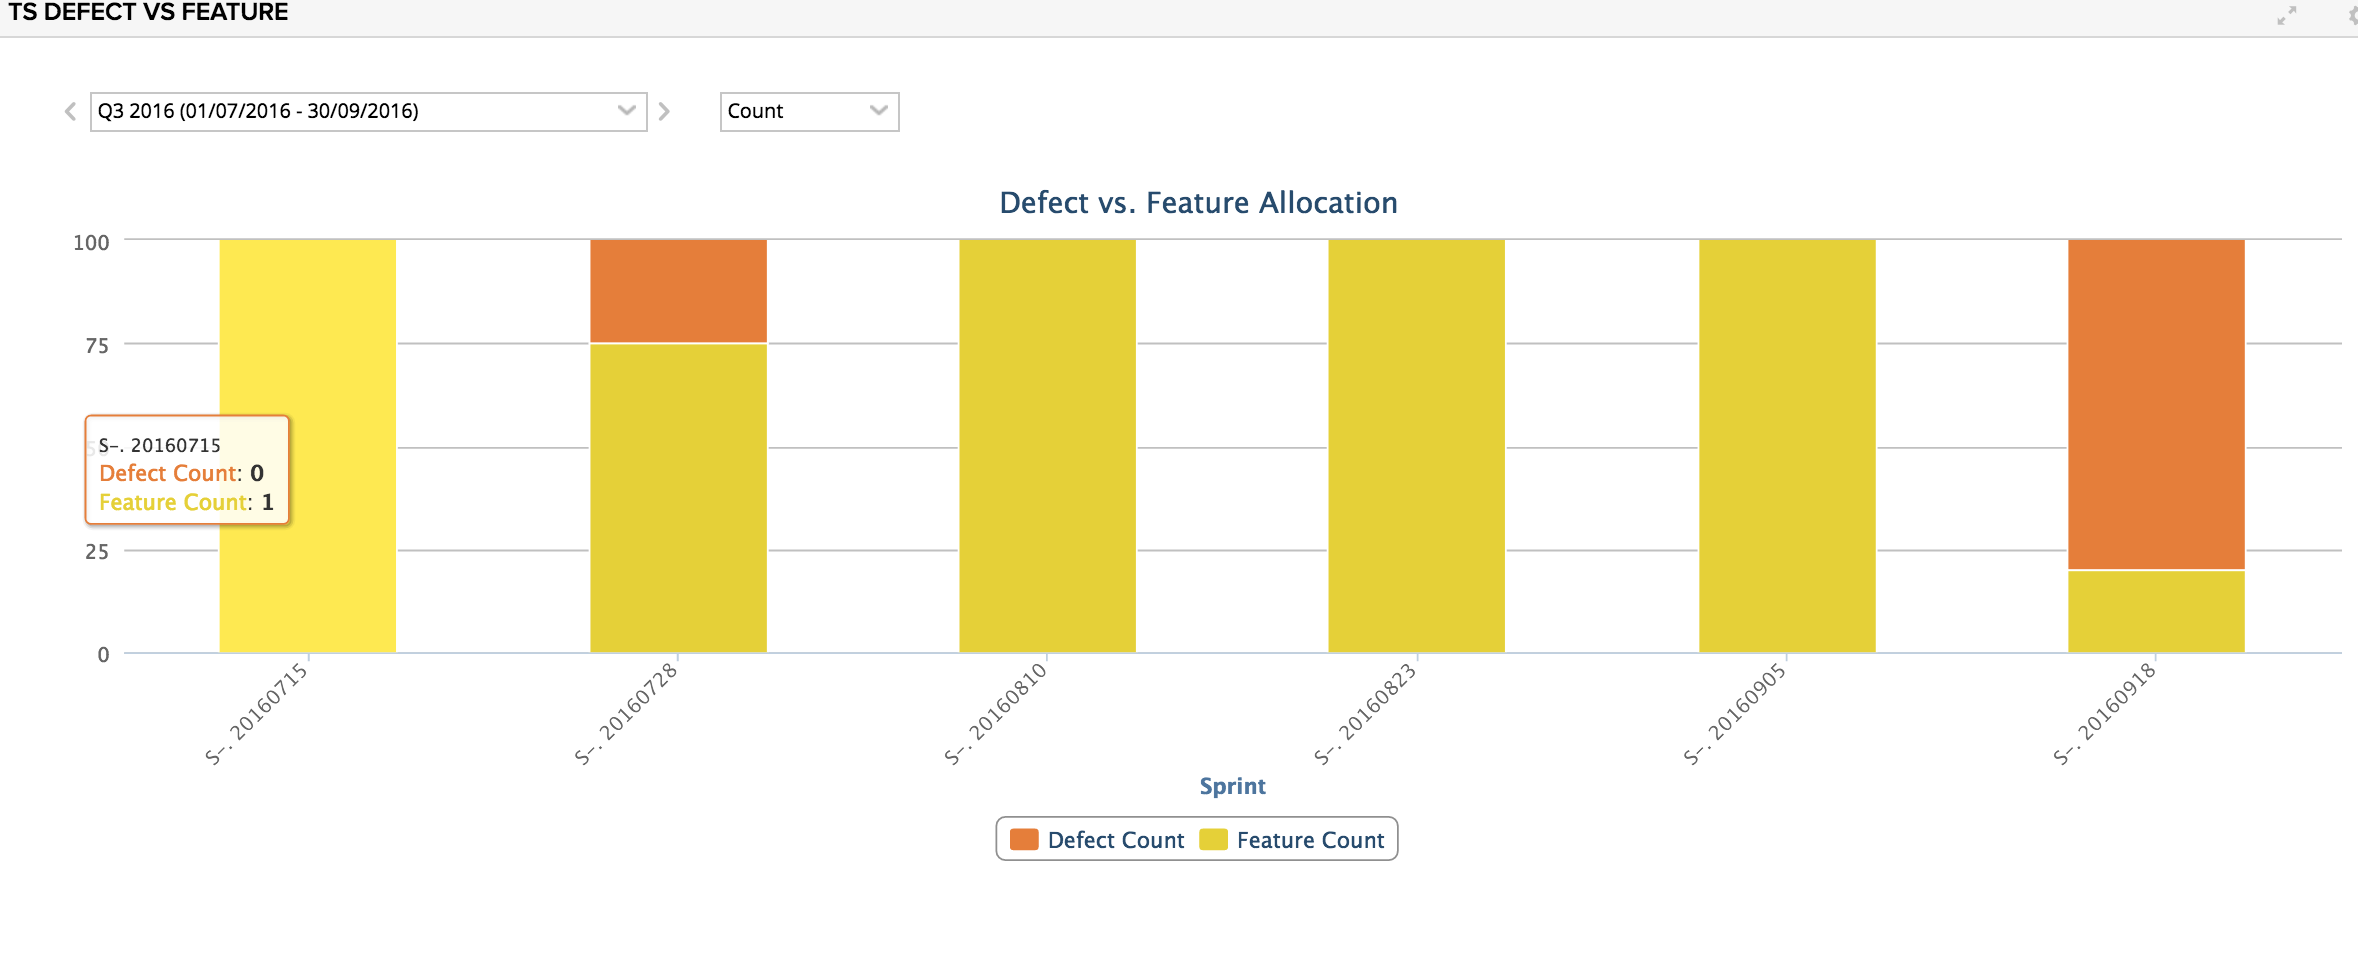 TS DEFECT VS FEATURE
Q3 2016 (01/07/2016 - 30/09/2016)
Count
Defect vs. Feature Allocation
100
75
50
25
0
S-. 20160715
Defect Count: 0
Feature Count: 1
S-. 20160715
S-. 20160728
S-. 20160810
S-. 20160823
S-. 20160905
S-. 20160918
Sprint
Defect Count
Feature Count